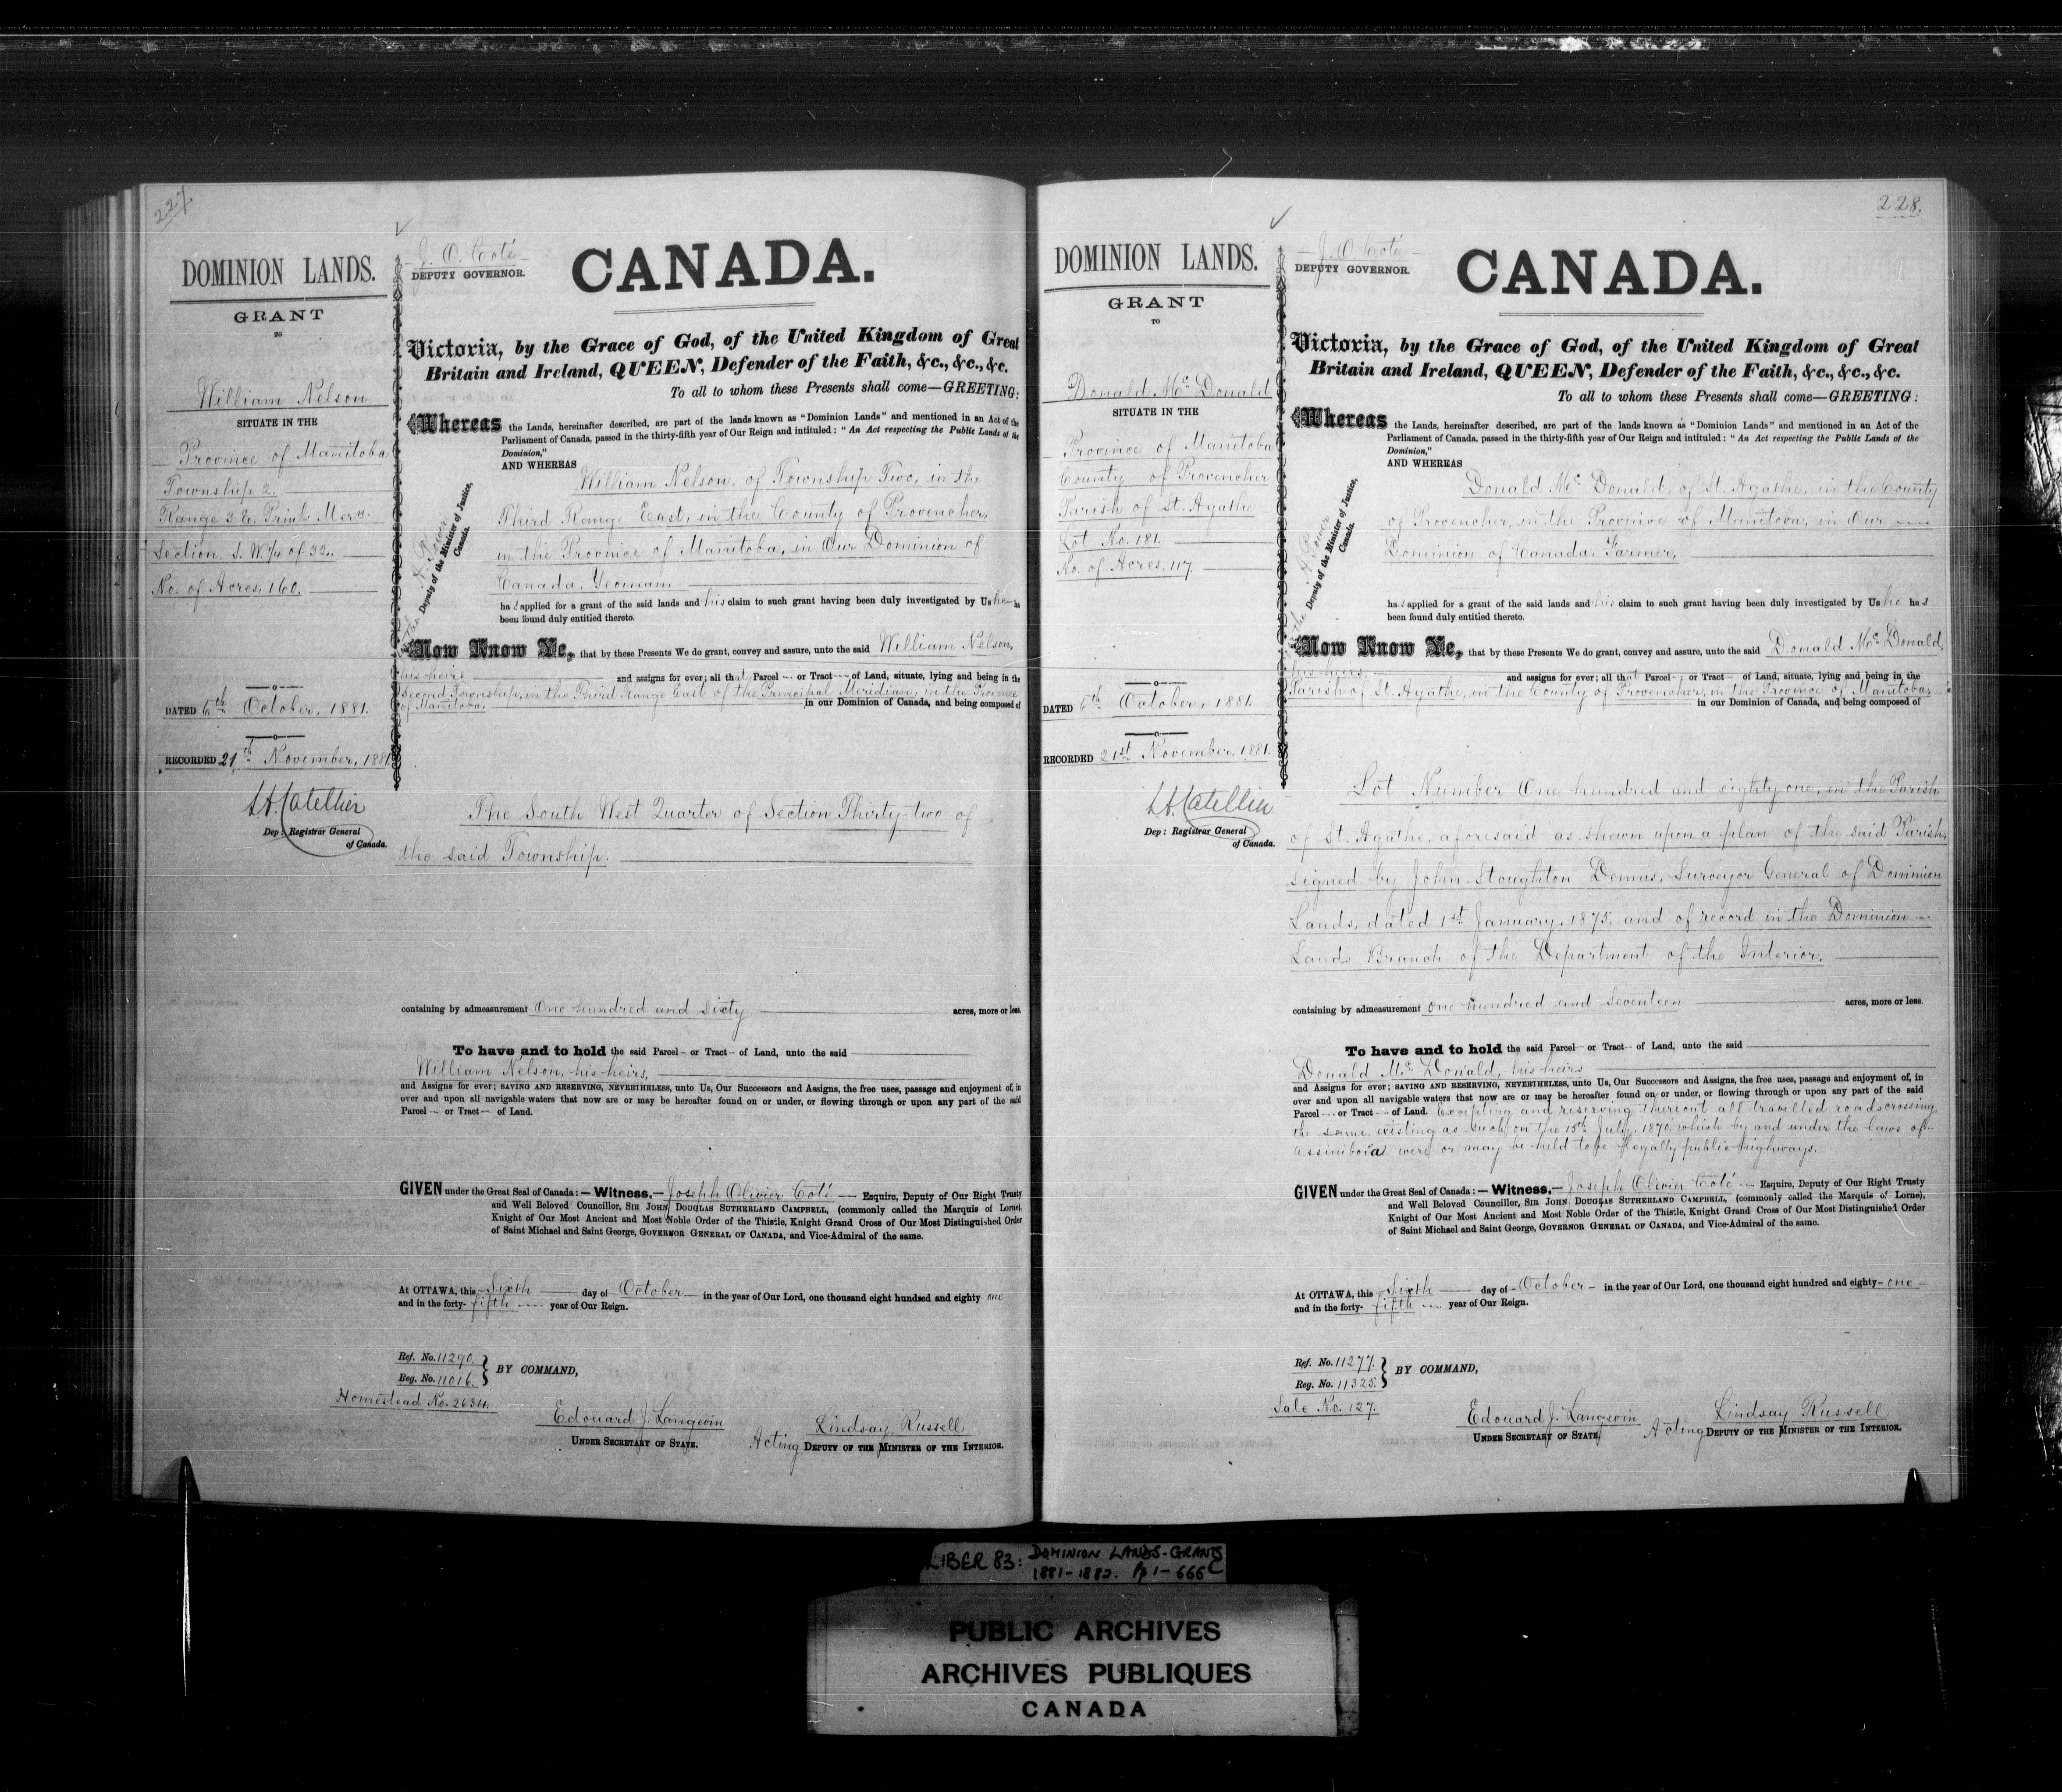 227.
DOMINION LANDS.
GRANT
TO
William Nelson
SITUATE IN THE
Province of Manitoba
Township 2.
Range 3 E. Prinl. Mern.
Section, S.W. 1/4 of 32.
No. of Acres, 160.
DATED 6th October, 1881.
RECORDED 21st November, 1881.
L.A. Catellier
Dep: Registrar General
of Canada.
J. O. Coté
DEPUTY GOVERNOR.
CANADA.
Victoria, by the Grace of God, of the United Kingdom of Great
Britain and Ireland, QUEEN, Defender of the Faith, &c., &c., &c.
To all to whom these Presents shall come—GREETING:
Whereas the Lands, hereinafter described, are part of the lands known as "Dominion Lands" and mentioned in an Act of the
Parliament of Canada, passed in the thirty-fifth year of Our Reign and intituled: "An Act respecting the Public Lands of the
Dominion,"
AND WHEREAS
William Nelson, of Township Two, in the
Third Range East, in the County of Provencher,
in the Province of Manitoba, in Our Dominion of
Canada, Yeoman.
Deputy of the Minister of Justice,
Canada.
has applied for a grant of the said lands and his claim to such grant having been duly investigated by Us he ha
been found duly entitled thereto.
Now Know Ye, that by these Presents We do grant, convey and assure, unto the said William Nelson,
his heirs and assigns for ever; all that Parcel or Tract of Land, situate, lying and being in the
Second Township, in the Third Range East of the Principal Meridian, in the Province
of Manitoba. in our Dominion of Canada, and being composed of
The South West Quarter of Section Thirty-two of
the said Township.
containing by admeasurement One hundred and sixty acres, more or less.
To have and to hold the said Parcel or Tract of Land, unto the said
William Nelson, his heirs,
and Assigns for ever; SAVING AND RESERVING, NEVERTHELESS, unto Us, Our Successors and Assigns, the free uses, passage and enjoyment of, in
over and upon all navigable waters that now are or may be hereafter found on or under, or flowing through or upon any part of the said
Parcel or Tract of Land.
GIVEN under the Great Seal of Canada:—Witness,—Joseph Olivier Coté — Esquire, Deputy of Our Right Trusty
and Well Beloved Councillor, SIR JOHN DOUGLAS SUTHERLAND CAMPBELL, (commonly called the Marquis of Lorne),
Knight of Our Most Ancient and Most Noble Order of the Thistle, Knight Grand Cross of Our Most Distinguished Order
of Saint Michael and Saint George, GOVERNOR GENERAL OF CANADA, and Vice-Admiral of the same.
At OTTAWA, this Sixth day of October in the year of Our Lord, one thousand eight hundred and eighty one
and in the forty-fifth year of Our Reign.
Ref. No. 11290.
Reg. No. 11016.
BY COMMAND,
Homestead No. 2634.
Edouard J. Langevin
UNDER SECRETARY OF STATE.
Lindsay Russell
Acting DEPUTY OF THE MINISTER OF THE INTERIOR.
228.
DOMINION LANDS.
GRANT
TO
Donald Mc Donald
SITUATE IN THE
Province of Manitoba
County of Provencher
Parish of St. Agathe
Lot No. 181.
No. of Acres, 117.
DATED 6th October, 1881.
RECORDED 21st November, 1881.
L.A. Catellier
Dep: Registrar General
of Canada.
J. O. Coté
DEPUTY GOVERNOR.
CANADA.
Victoria, by the Grace of God, of the United Kingdom of Great
Britain and Ireland, QUEEN, Defender of the Faith, &c., &c., &c.
To all to whom these Presents shall come—GREETING:
Whereas the Lands, hereinafter described, are part of the lands known as "Dominion Lands" and mentioned in an Act of the
Parliament of Canada, passed in the thirty-fifth year of Our Reign and intituled: "An Act respecting the Public Lands of the
Dominion,"
AND WHEREAS
Donald Mc Donald, of St. Agathe, in the County
of Provencher, in the Province of Manitoba, in Our
Dominion of Canada, Farmer,
Deputy of the Minister of Justice,
Canada.
has applied for a grant of the said lands and his claim to such grant having been duly investigated by Us he has
been found duly entitled thereto.
Now Know Ye, that by these Presents We do grant, convey and assure, unto the said Donald Mc Donald,
his heirs and assigns for ever; all that Parcel or Tract of Land, situate, lying and being in the
Parish of St. Agathe, in the County of Provencher, in the Province of Manitoba,
in our Dominion of Canada, and being composed of
Lot Number One hundred and eighty one, in the Parish
of St. Agathe, aforesaid as shewn upon a plan of the said Parish,
signed by John Stoughton Dennis, Surveyor General of Dominion
Lands, dated 1st January, 1875, and of record in the Dominion
Lands Branch of the Department of the Interior.
containing by admeasurement one hundred and seventeen acres, more or less.
To have and to hold the said Parcel or Tract of Land, unto the said
Donald Mc Donald, his heirs
and Assigns for ever; SAVING AND RESERVING, NEVERTHELESS, unto Us, Our Successors and Assigns, the free uses, passage and enjoyment of, in
over and upon all navigable waters that now are or may be hereafter found on or under, or flowing through or upon any part of the said
Parcel or Tract of Land. Excepting and reserving thereout all travelled roads crossing
the same, existing as such on the 15th July, 1870, which by and under the laws of
Assiniboia were or may be held to be legally public highways.
GIVEN under the Great Seal of Canada:—Witness,—Joseph Olivier Coté — Esquire, Deputy of Our Right Trusty
and Well Beloved Councillor, SIR JOHN DOUGLAS SUTHERLAND CAMPBELL, (commonly called the Marquis of Lorne),
Knight of Our Most Ancient and Most Noble Order of the Thistle, Knight Grand Cross of Our Most Distinguished Order
of Saint Michael and Saint George, GOVERNOR GENERAL OF CANADA, and Vice-Admiral of the same.
At OTTAWA, this Sixth day of October in the year of Our Lord, one thousand eight hundred and eighty-one
and in the forty-fifth year of Our Reign.
Ref. No. 11277.
Reg. No. 11325.
BY COMMAND,
Sale No. 127.
Edouard J. Langevin
UNDER SECRETARY OF STATE,
Lindsay Russell
Acting DEPUTY OF THE MINISTER OF THE INTERIOR.
LIBER 83: DOMINION LANDS-GRANTS
1881-1882. Pp 1-666
PUBLIC ARCHIVES
ARCHIVES PUBLIQUES
CANADA